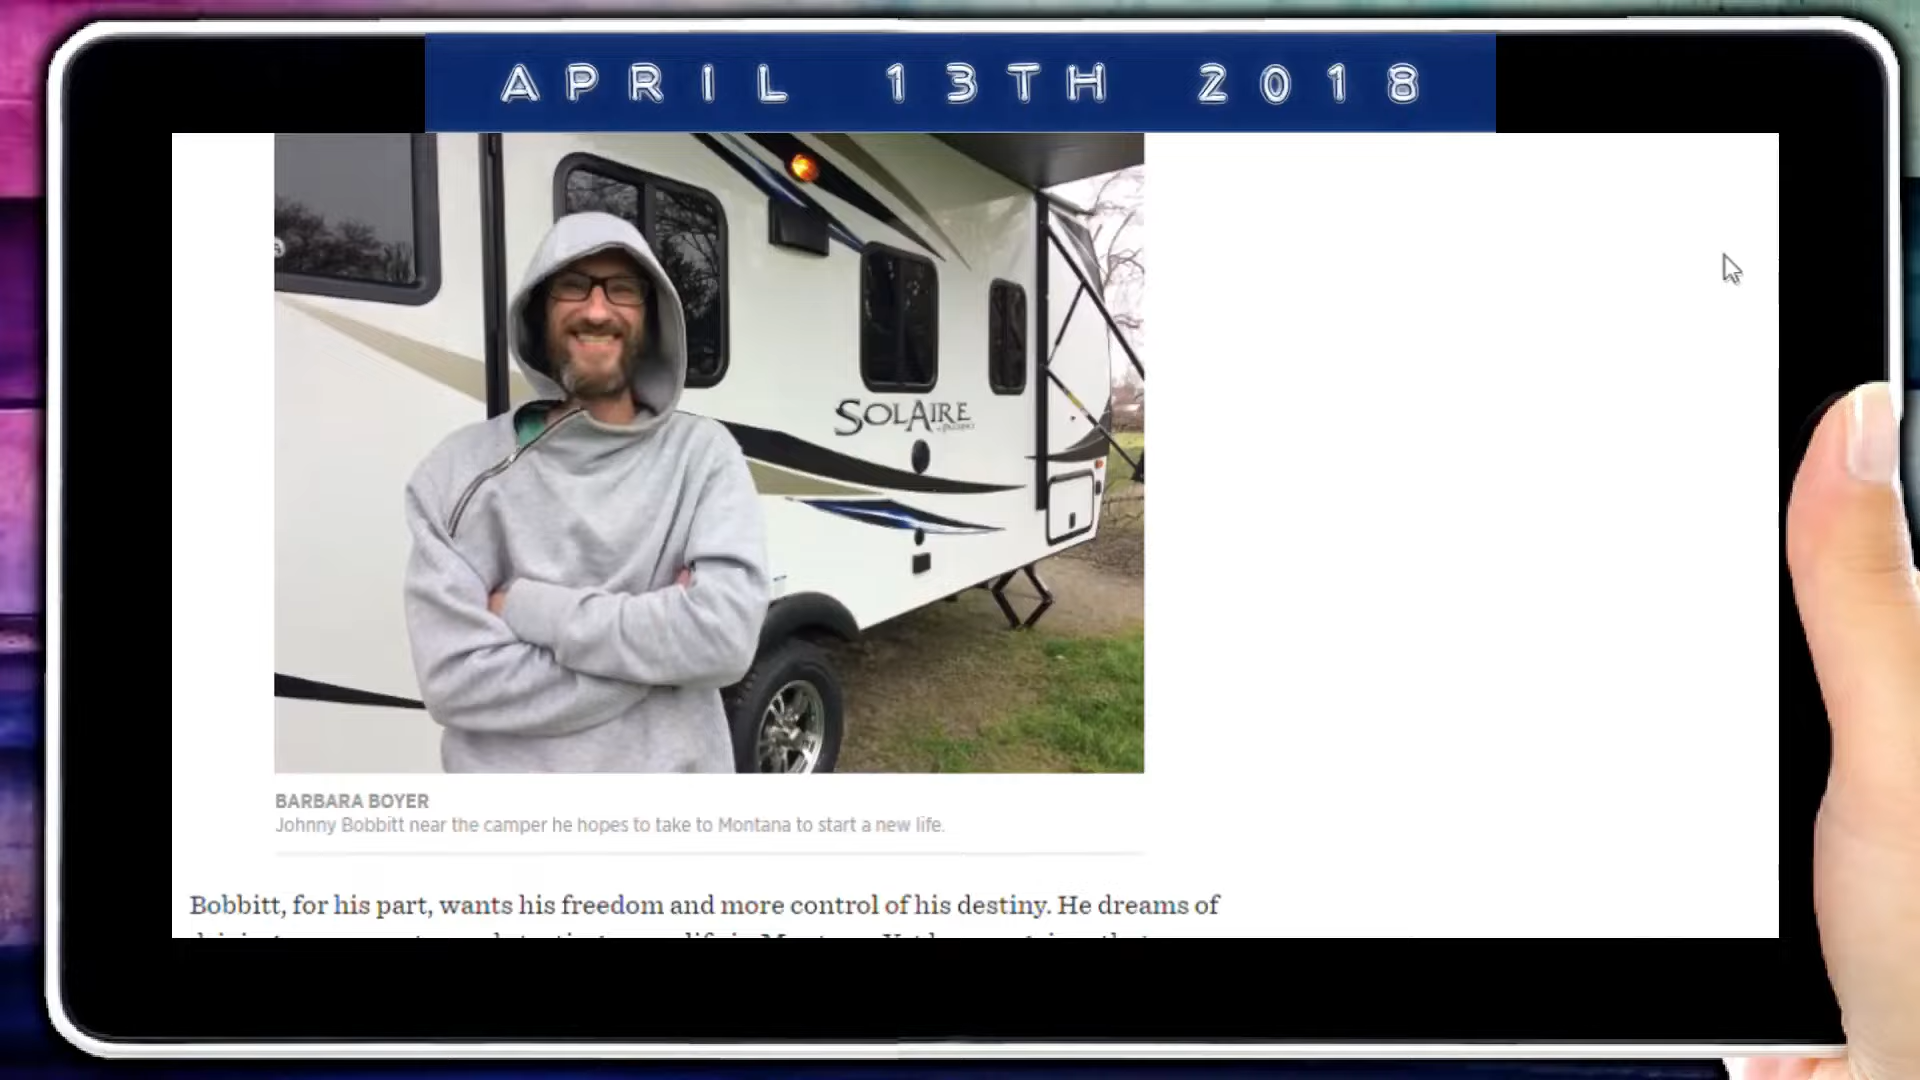 APRIL 13TH 2018
SOLAIRE
BARBARA BOYER
Johnny Bobbitt near the camper he hopes to take to Montana to start a new life.
Bobbitt, for his part, wants his freedom and more control of his destiny. He dreams of